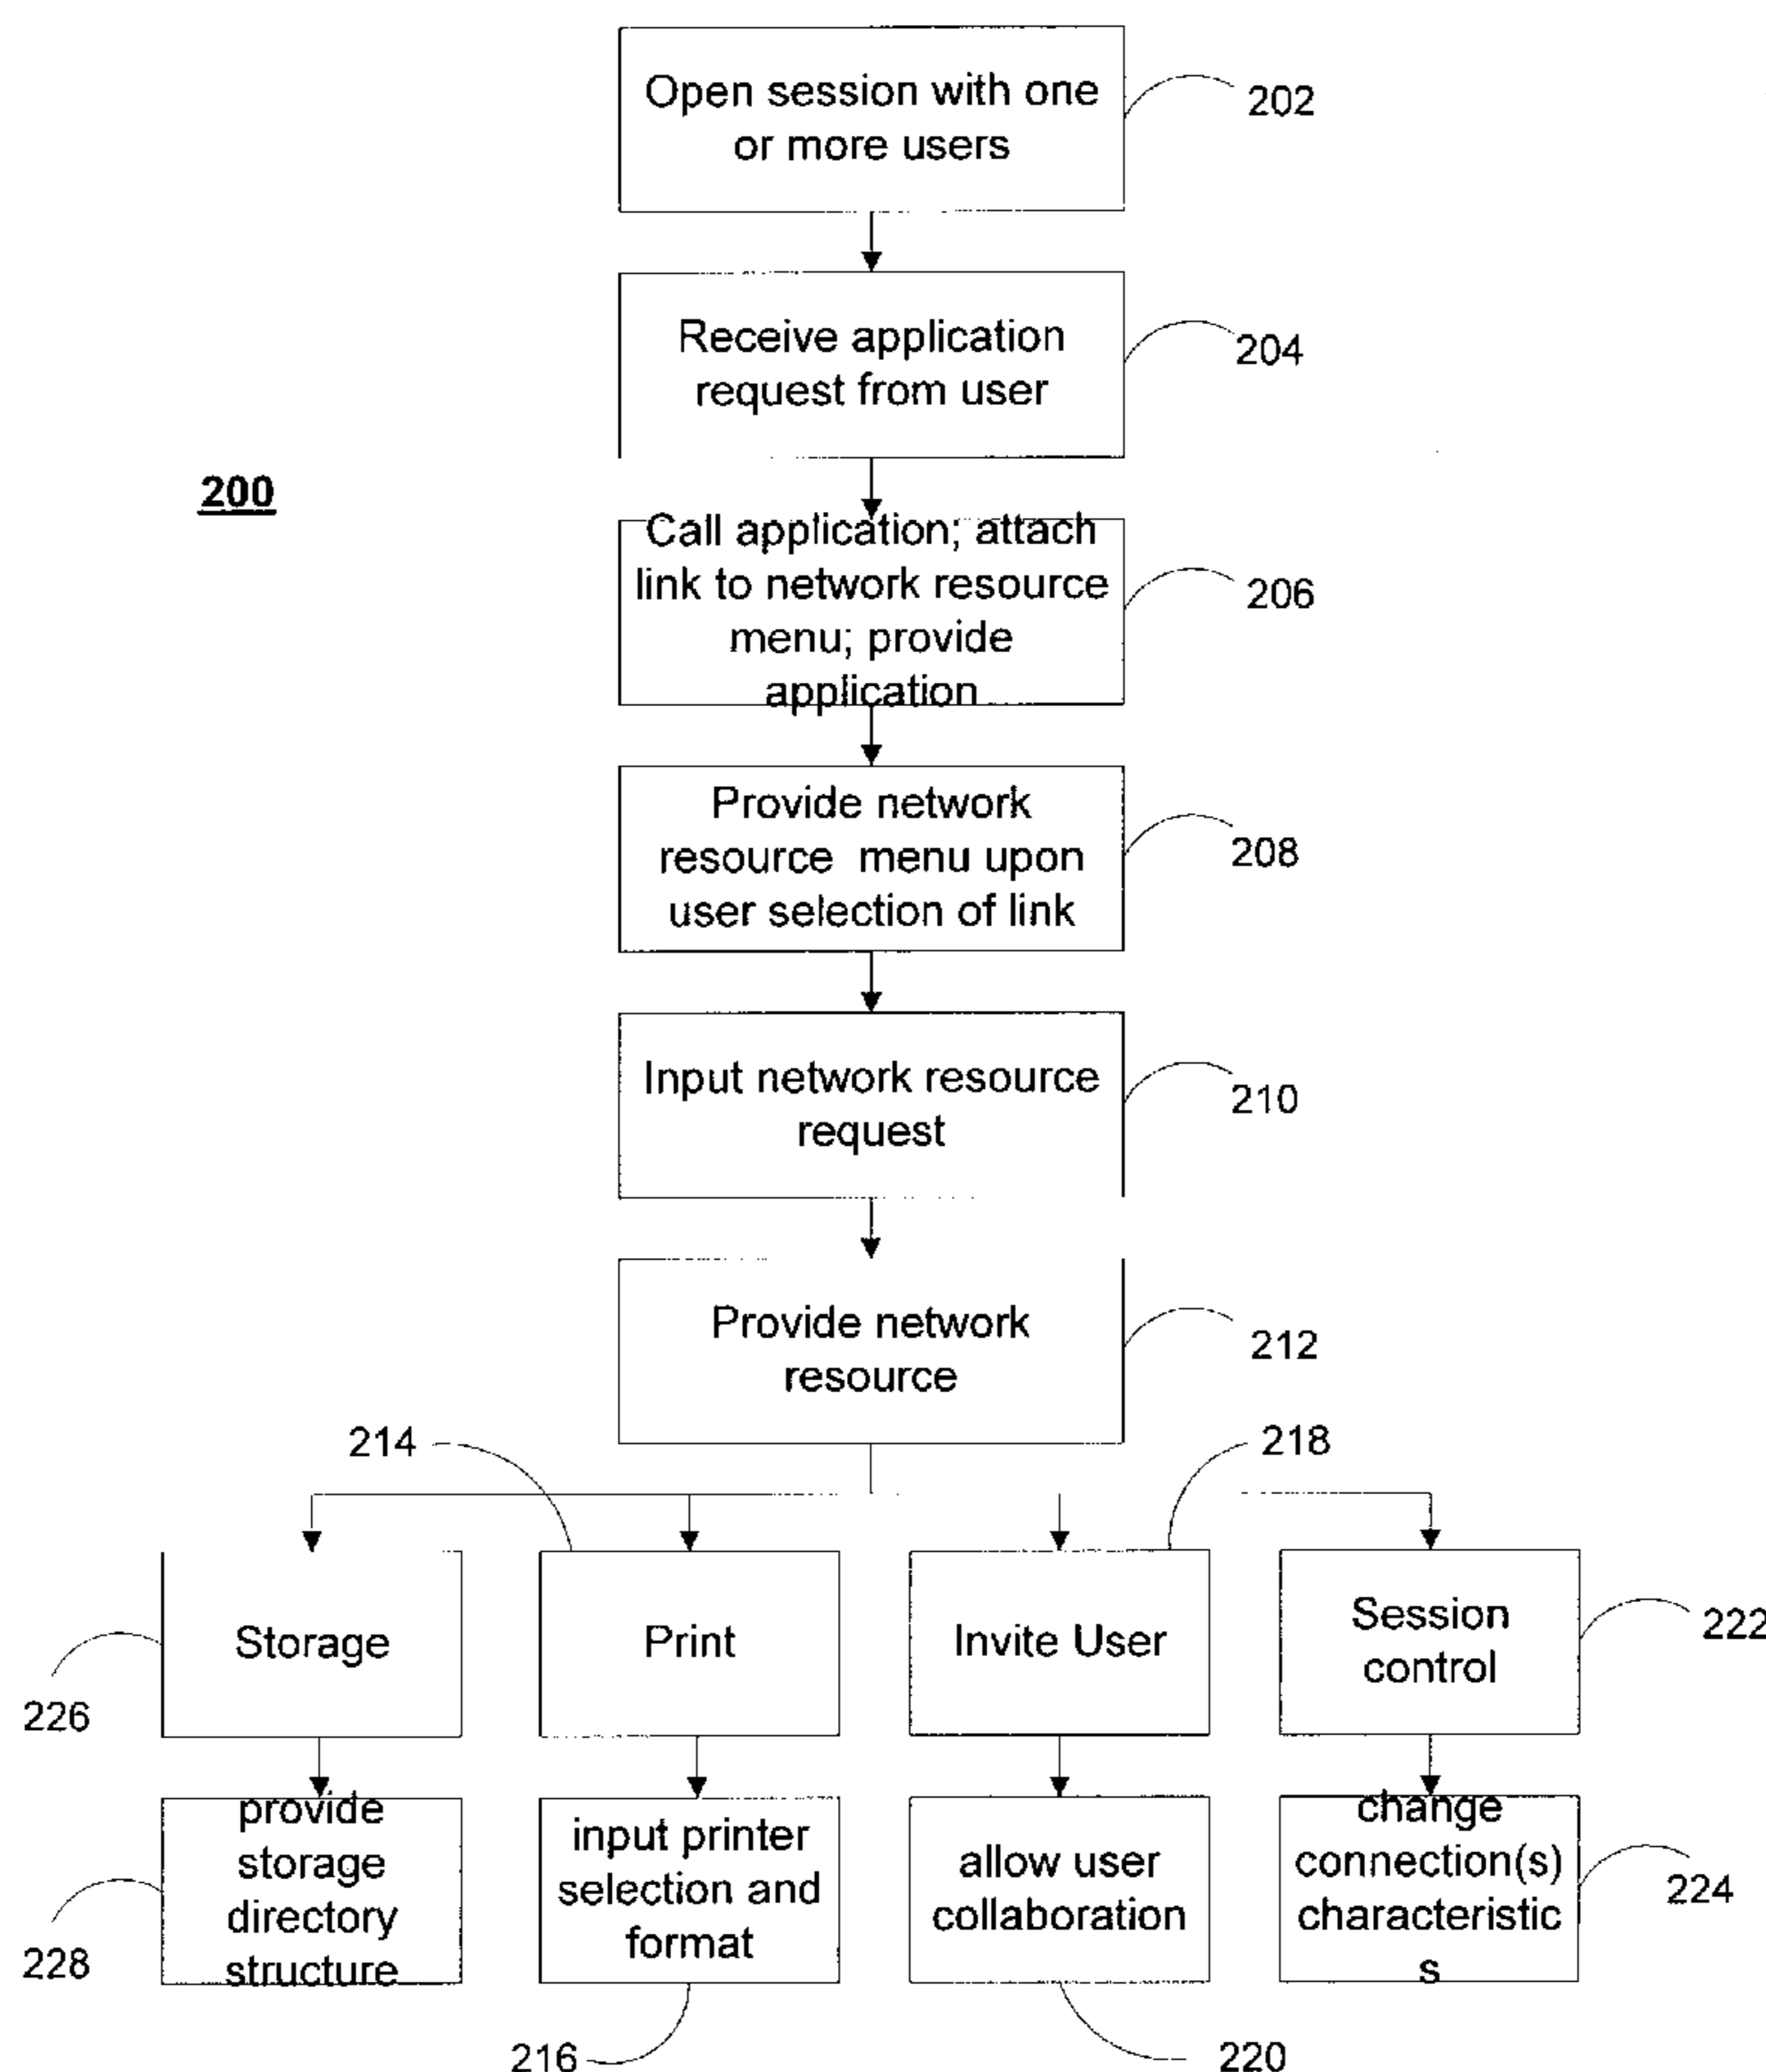 Open session with one
or more users
202
Receive application
request from user
204
200
Call application; attach
link to network resource
menu; provide
application
206
Provide network
resource menu upon
user selection of link
208
Input network resource
request
210
Provide network
resource
212
214
218
Storage
Print
Invite User
Session
control
222
226
provide
storage
directory
structure
input printer
selection and
format
allow user
collaboration
change
connection(s)
characteristic
s
224
228
216
220